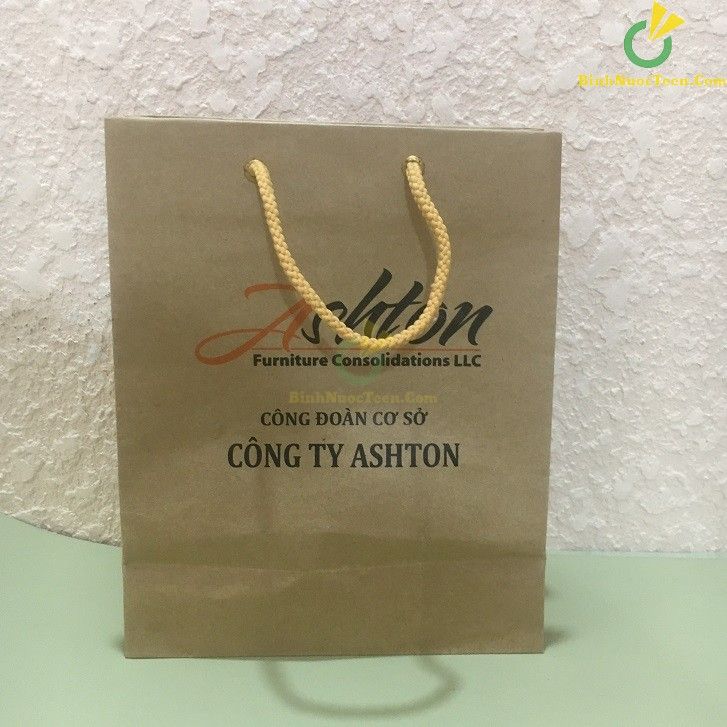 BinhNuocTeen.Com
Ashton
Furniture Consolidations LLC
BinhNuocTeen.Com
CÔNG ĐOÀN CƠ SỞ
CÔNG TY ASHTON